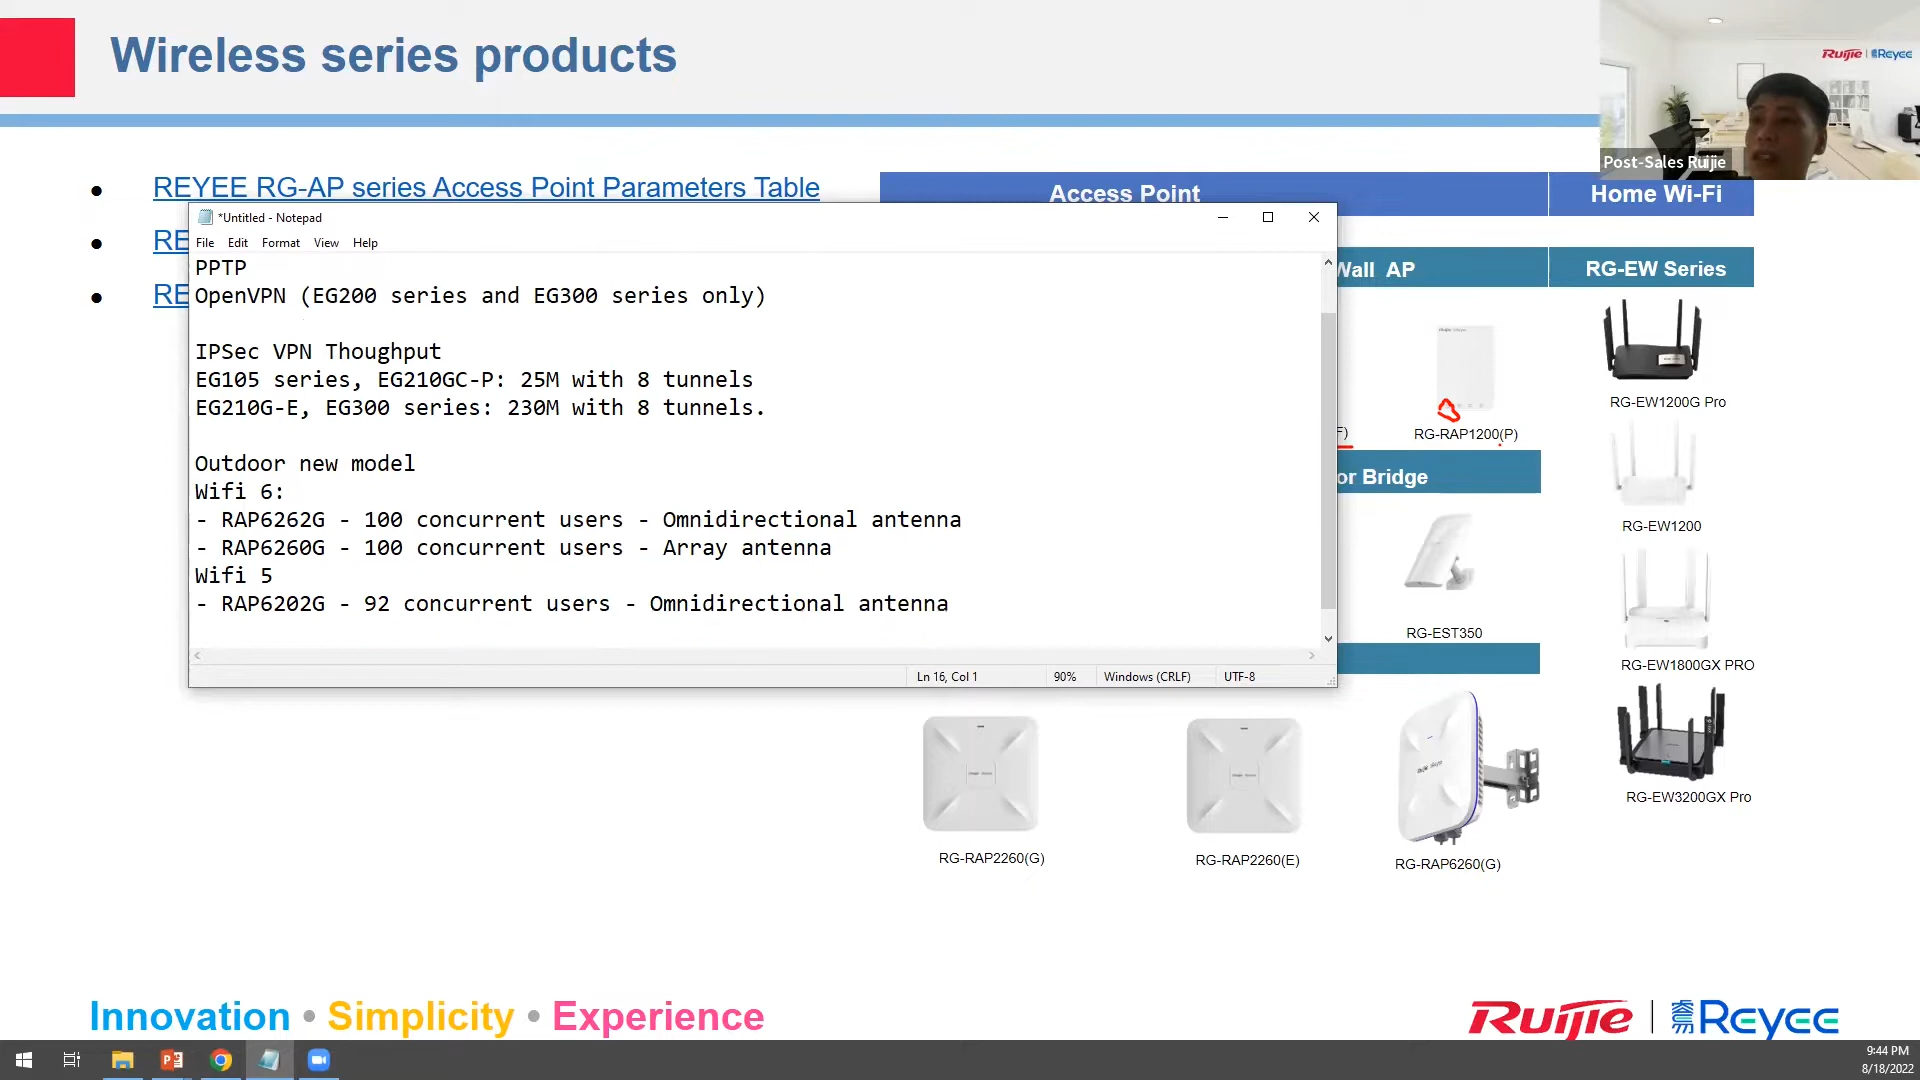 Wireless series products
Ruijie | Reyee
Post-Sales Ruijie
REYEE RG-AP series Access Point Parameters Table
RE
RE
Access Point
Home Wi-Fi
Wall AP
RG-EW Series
*Untitled - Notepad
File Edit Format View Help
PPTP
OpenVPN (EG200 series and EG300 series only)
IPSec VPN Thoughput
EG105 series, EG210GC-P: 25M with 8 tunnels
EG210G-E, EG300 series: 230M with 8 tunnels.
Outdoor new model
Wifi 6:
- RAP6262G - 100 concurrent users - Omnidirectional antenna
- RAP6260G - 100 concurrent users - Array antenna
Wifi 5
- RAP6202G - 92 concurrent users - Omnidirectional antenna
Ln 16, Col 1 90% Windows (CRLF) UTF-8
F)
RG-RAP1200(P)
or Bridge
RG-EST350
RG-EW1200G Pro
RG-EW1200
RG-EW1800GX PRO
RG-EW3200GX Pro
RG-RAP2260(G)
RG-RAP2260(E)
RG-RAP6260(G)
Innovation • Simplicity • Experience
Ruijie | 睿易 Reyee
9:44 PM
8/18/2022